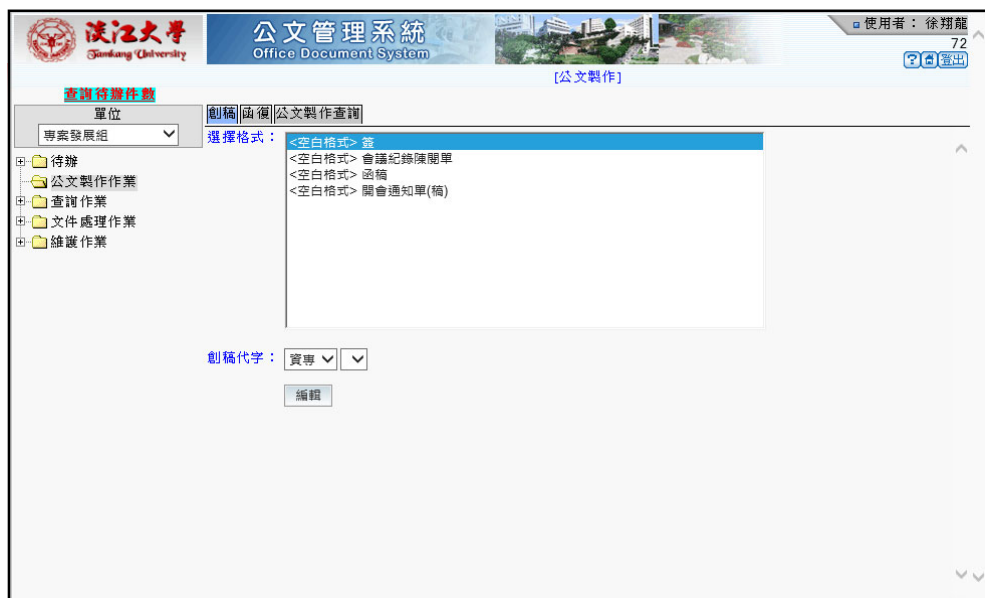 淡江大學
Tamkang University
公文管理系統
Office Document System
使用者：徐翔龍
72
? 登出
[公文製作]
查詢待辦件數
單位
專案發展組
待辦
公文製作作業
查詢作業
文件處理作業
維護作業
創稿 函復 公文製作查詢
選擇格式：
<空白格式> 簽
<空白格式> 會議紀錄陳閱單
<空白格式> 函稿
<空白格式> 開會通知單(稿)
創稿代字： 資專
編輯